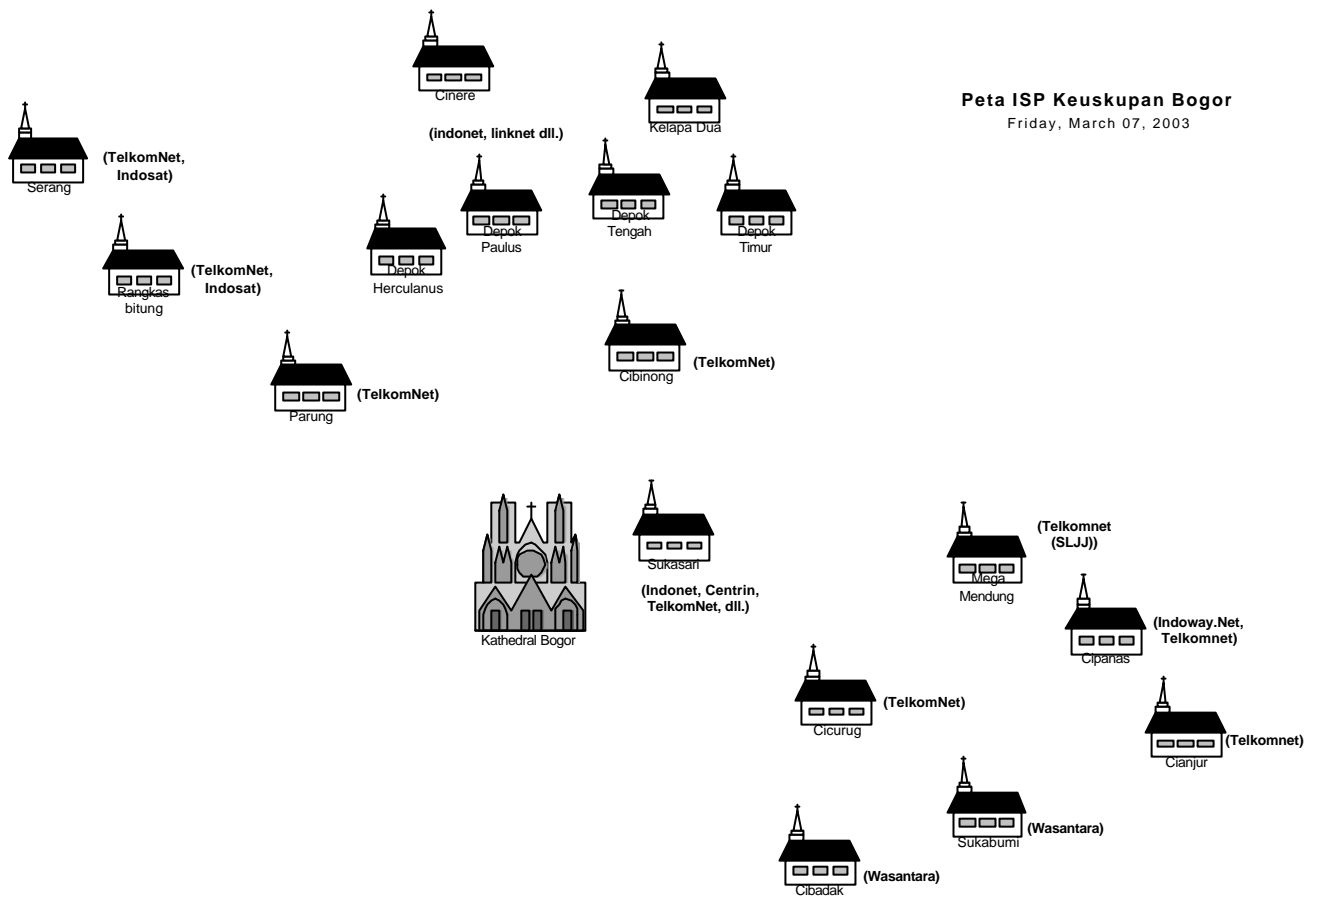 Peta ISP Keuskupan Bogor
Friday, March 07, 2003
Cinere
Kelapa Dua
(indonet, linknet dll.)
Serang
(TelkomNet,
Indosat)
Depok
Paulus
Depok
Tengah
Depok
Timur
Depok
Herculanus
Rangkas
bitung
(TelkomNet,
Indosat)
Cibinong
(TelkomNet)
Parung
(TelkomNet)
Kathedral Bogor
Sukasari
(Indonet, Centrin,
TelkomNet, dll.)
Mega
Mendung
(Telkomnet
(SLJJ))
Cipanas
(Indoway.Net,
Telkomnet)
Cicurug
(TelkomNet)
Cianjur
(Telkomnet)
Sukabumi
(Wasantara)
Cibadak
(Wasantara)